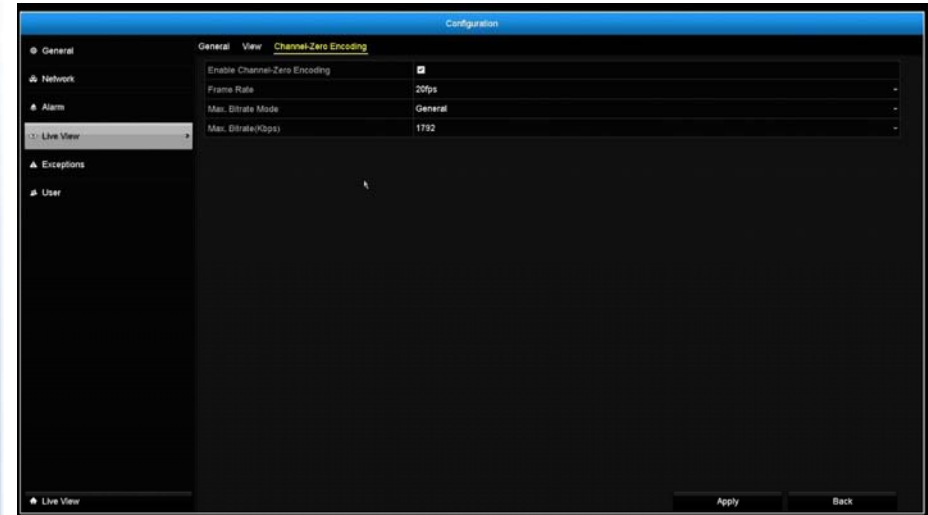 Configuration
General
Network
Alarm
Live View
Exceptions
User
General View Channel-Zero Encoding
Enable Channel-Zero Encoding
Frame Rate 20fps
Max. Bitrate Mode General
Max. Bitrate(Kbps) 1792
Live View
Apply Back